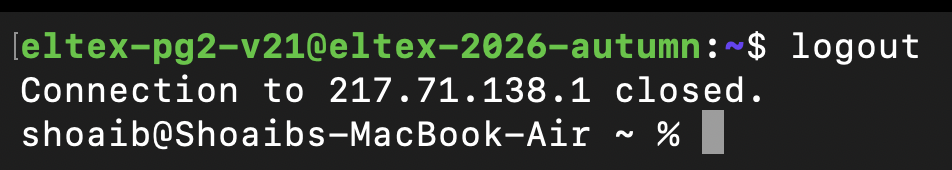 [eltex-pg2-v21@eltex-2026-autumn:~$ logout
Connection to 217.71.138.1 closed.
shoaib@Shoaibs-MacBook-Air ~ %